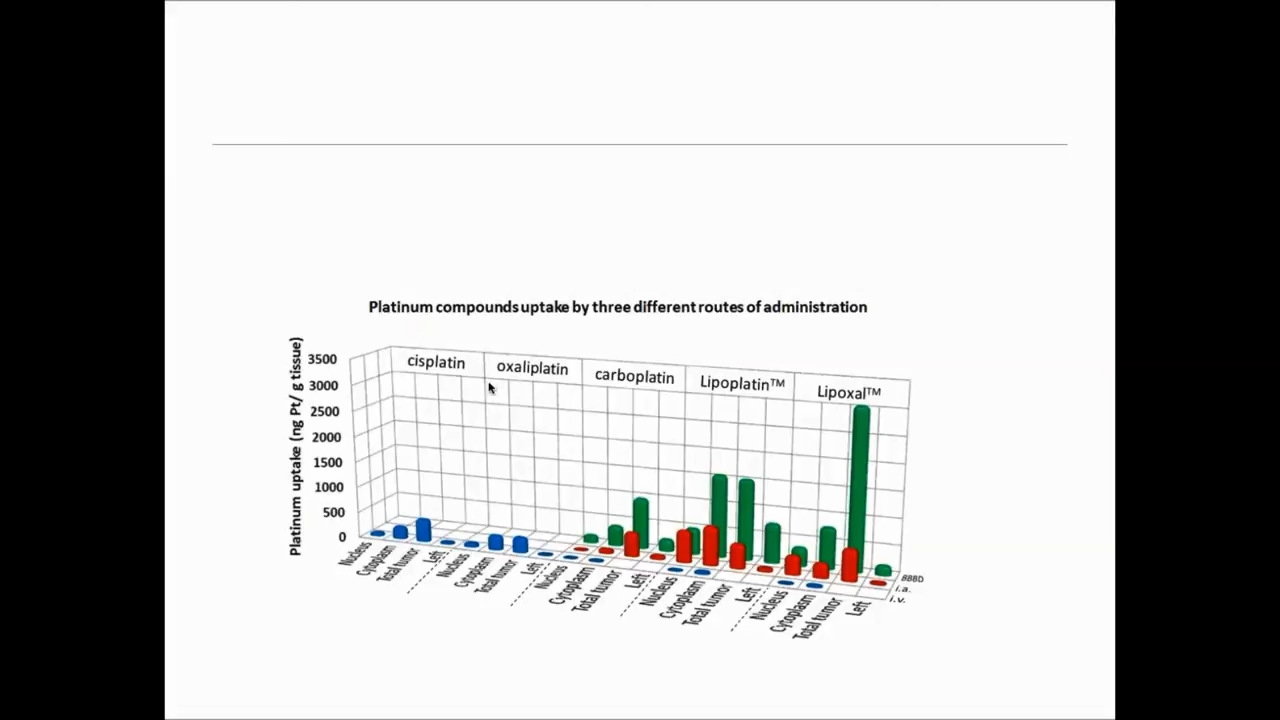 Platinum compounds uptake by three different routes of administration
Platinum uptake (ng Pt/ g tissue)
3500
3000
2500
2000
1500
1000
500
0
cisplatin
oxaliplatin
carboplatin
Lipoplatin™
Lipoxal™
Nucleus
Cytoplasm
Total tumor
Left
Nucleus
Cytoplasm
Total tumor
Left
Nucleus
Cytoplasm
Total tumor
Left
Nucleus
Cytoplasm
Total tumor
Left
Nucleus
Cytoplasm
Total tumor
Left
BBBD
i.a.
i.v.